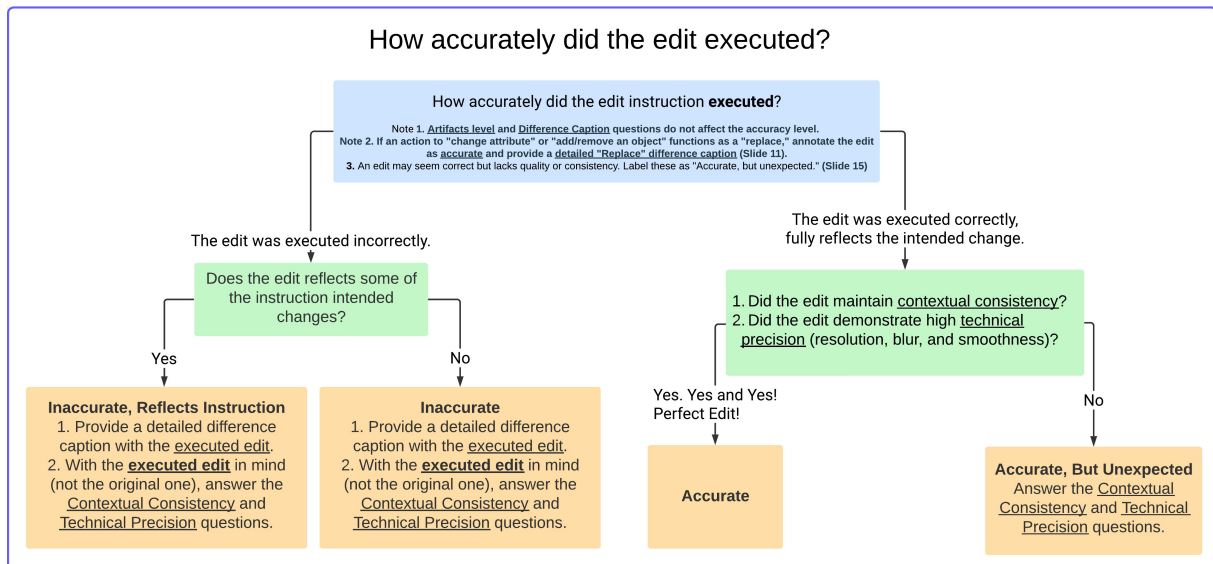 How accurately did the edit executed?
How accurately did the edit instruction executed?
Note 1. Artifacts level and Difference Caption questions do not affect the accuracy level.
Note 2. If an action to "change attribute" or "add/remove an object" functions as a "replace," annotate the edit
as accurate and provide a detailed "Replace" difference caption (Slide 11).
3. An edit may seem correct but lacks quality or consistency. Label these as "Accurate, but unexpected." (Slide 15)
The edit was executed incorrectly.
The edit was executed correctly,
fully reflects the intended change.
Does the edit reflects some of
the instruction intended
changes?
1. Did the edit maintain contextual consistency?
2. Did the edit demonstrate high technical
precision (resolution, blur, and smoothness)?
Yes
No
Yes. Yes and Yes!
Perfect Edit!
No
Inaccurate, Reflects Instruction
1. Provide a detailed difference
caption with the executed edit.
2. With the executed edit in mind
(not the original one), answer the
Contextual Consistency and
Technical Precision questions.
Inaccurate
1. Provide a detailed difference
caption with the executed edit.
2. With the executed edit in mind
(not the original one), answer the
Contextual Consistency and
Technical Precision questions.
Accurate
Accurate, But Unexpected
Answer the Contextual
Consistency and Technical
Precision questions.